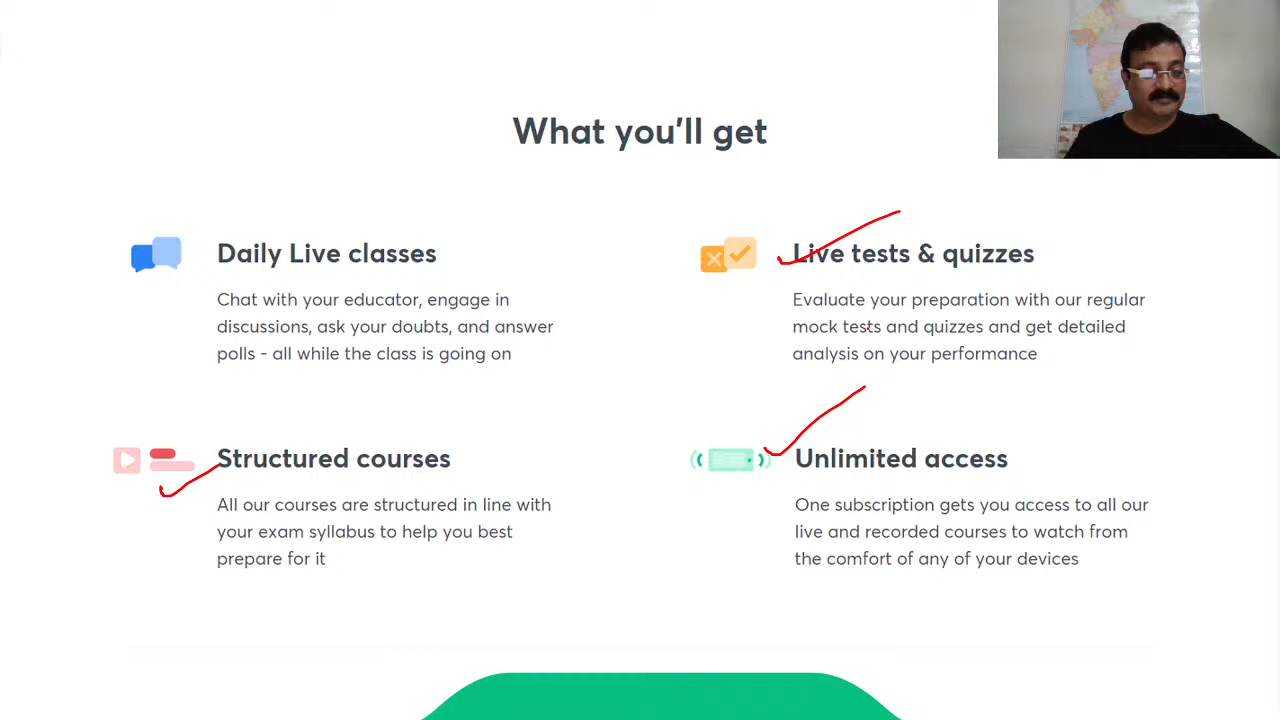 What you'll get
Daily Live classes
Chat with your educator, engage in
discussions, ask your doubts, and answer
polls - all while the class is going on
Live tests & quizzes
Evaluate your preparation with our regular
mock tests and quizzes and get detailed
analysis on your performance
Structured courses
All our courses are structured in line with
your exam syllabus to help you best
prepare for it
Unlimited access
One subscription gets you access to all our
live and recorded courses to watch from
the comfort of any of your devices